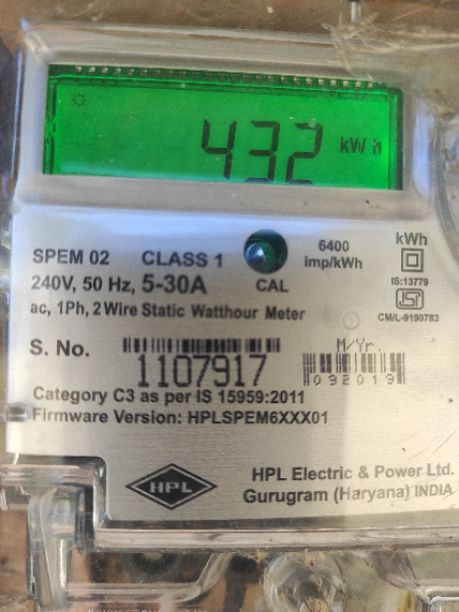 432 kWh
SPEM 02 CLASS 1 6400 imp/kWh kWh
240V, 50 Hz, 5-30A CAL IS:13779
ac, 1Ph, 2 Wire Static Watthour Meter CM/L-9190783
S. No. 1107917 M/Yr. 092019
Category C3 as per IS 15959:2011
Firmware Version: HPLSPEM6XXX01
HPL HPL Electric & Power Ltd.
Gurugram (Haryana) INDIA